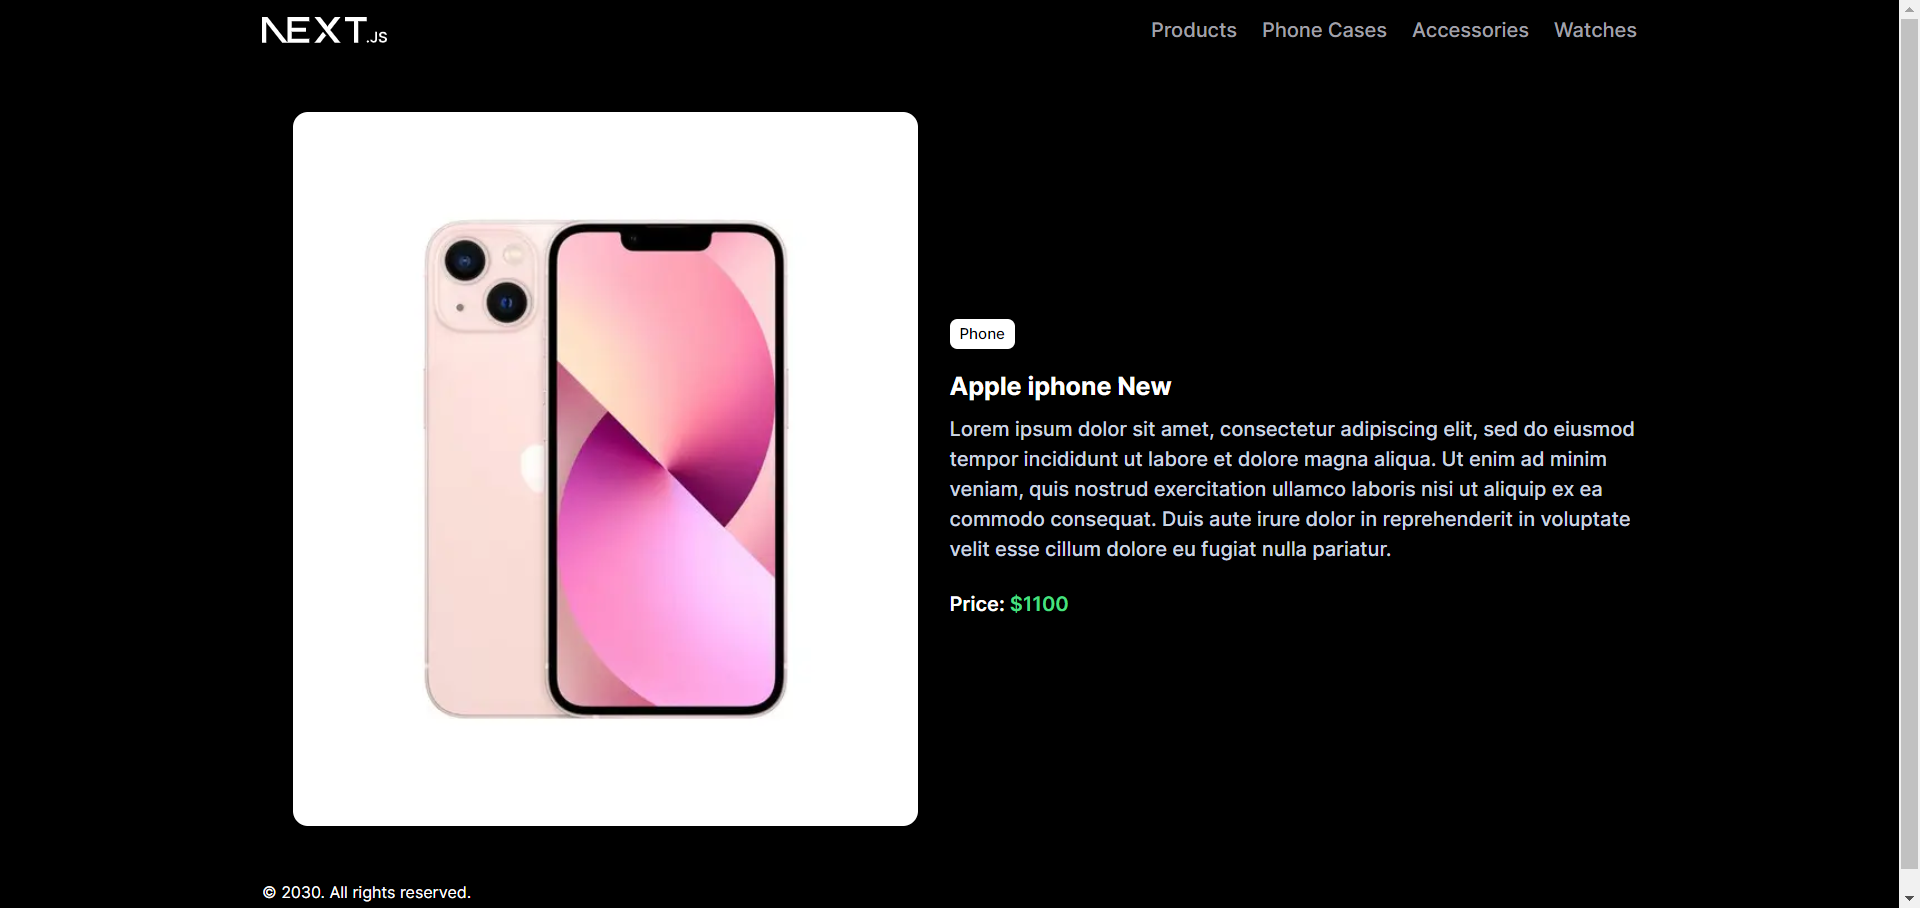 NEXT.JS
Products Phone Cases Accessories Watches
Phone
Apple iphone New
Lorem ipsum dolor sit amet, consectetur adipiscing elit, sed do eiusmod
tempor incididunt ut labore et dolore magna aliqua. Ut enim ad minim
veniam, quis nostrud exercitation ullamco laboris nisi ut aliquip ex ea
commodo consequat. Duis aute irure dolor in reprehenderit in voluptate
velit esse cillum dolore eu fugiat nulla pariatur.
Price: $1100
© 2030. All rights reserved.